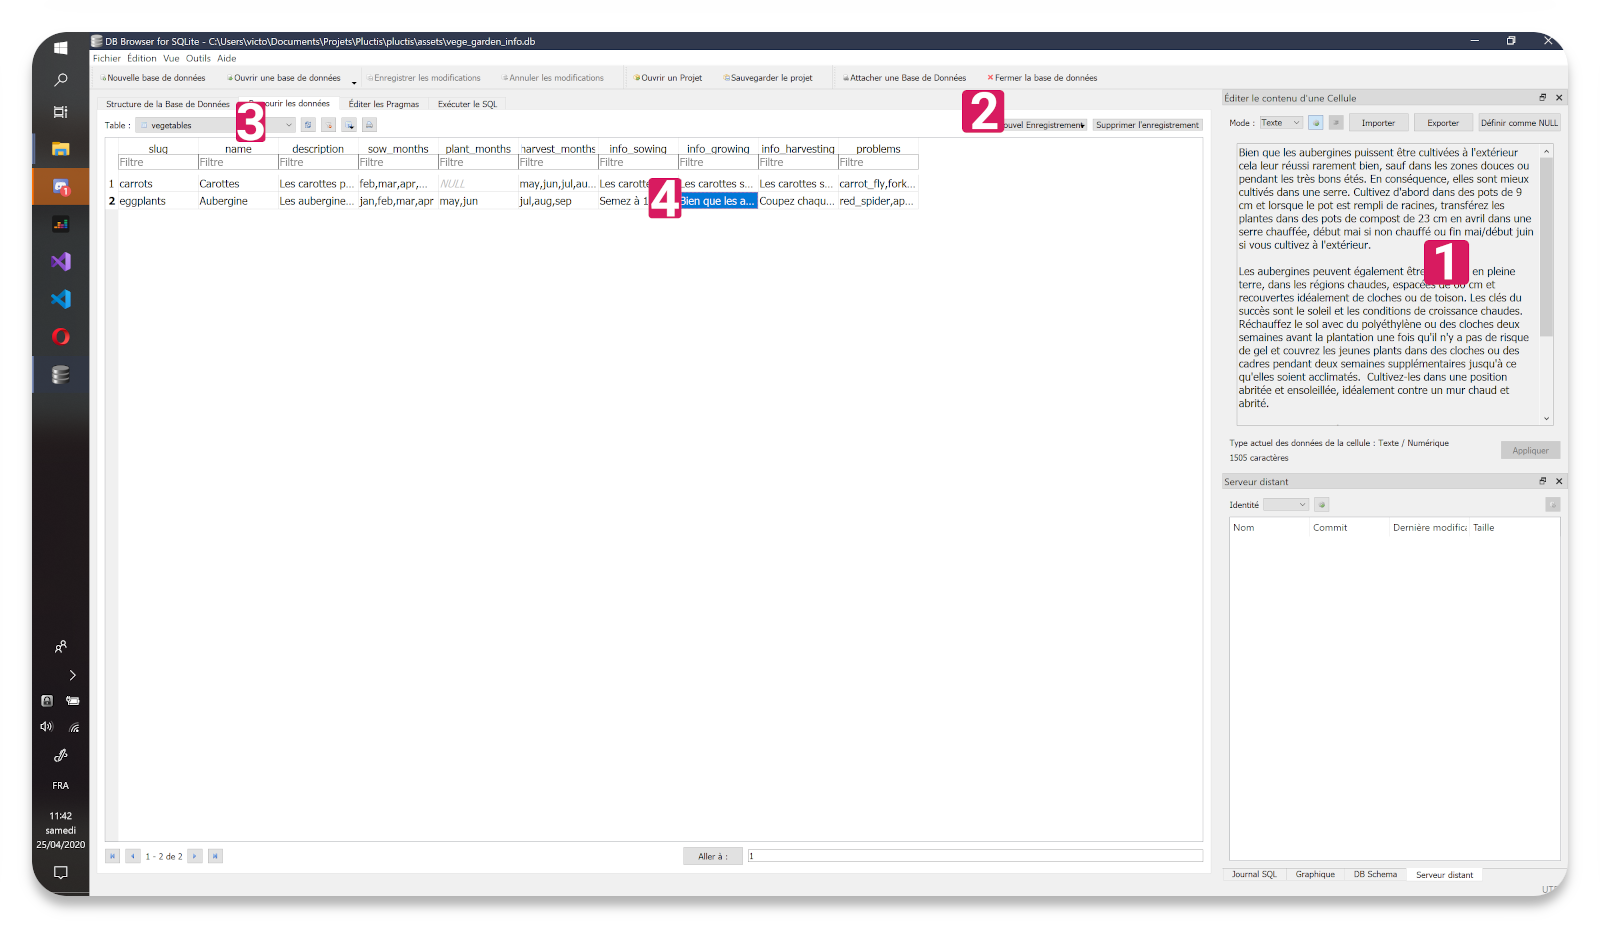 DB Browser for SQLite - C:\Users\victo\Documents\Projets\Pluctis\pluctis\assets\vege_garden_info.db
Fichier Édition Vue Outils Aide
Nouvelle base de données Ouvrir une base de données Enregistrer les modifications Annuler les modifications Ouvrir un Projet Sauvegarder le projet Attacher une Base de Données Fermer la base de données
Structure de la Base de Données les données Éditer les Pragmas Exécuter le SQL
Table : vegetables 3 2 Enregistrement Supprimer l'enregistrement
slug name description sow_months plant_months harvest_months info_sowing info_growing info_harvesting problems
Filtre Filtre Filtre Filtre Filtre Filtre Filtre Filtre Filtre Filtre
1 carrots Carottes Les carottes p... feb,mar,apr,... NULL may,jun,jul,au... Les Les carottes s... Les carottes s... carrot_fly,fork...
2 eggplants Aubergine Les aubergine... jan,feb,mar,apr may,jun jul,aug,sep Semez à 4 Bien que les a... Coupez chaqu... red_spider,ap...
1 - 2 de 2 Aller à : 1
Éditer le contenu d'une Cellule
Mode : Texte Importer Exporter Définir comme NULL
Bien que les aubergines puissent être cultivées à l'extérieur
cela leur réussi rarement bien, sauf dans les zones douces ou
pendant les très bons étés. En conséquence, elles sont mieux
cultivés dans une serre. Cultivez d'abord dans des pots de 9
cm et lorsque le pot est rempli de racines, transférez les
plantes dans des pots de compost de 23 cm en avril dans une
serre chauffée, début mai si non chauffé ou fin mai/début juin
si vous cultivez à l'extérieur.
1
Les aubergines peuvent également être en pleine
terre, dans les régions chaudes, espacées de cm et
recouvertes idéalement de cloches ou de toison. Les clés du
succès sont le soleil et les conditions de croissance chaudes.
Réchauffez le sol avec du polyéthylène ou des cloches deux
semaines avant la plantation une fois qu'il n'y a pas de risque
de gel et couvrez les jeunes plants dans des cloches ou des
cadres pendant deux semaines supplémentaires jusqu'à ce
qu'elles soient acclimatés. Cultivez-les dans une position
abritée et ensoleillée, idéalement contre un mur chaud et
abrité.
Type actuel des données de la cellule : Texte / Numérique
1505 caractères
Appliquer
Serveur distant
Identité
Nom Commit Dernière modific Taille
Journal SQL Graphique DB Schema Serveur distant
FRA
11:42
samedi
25/04/2020